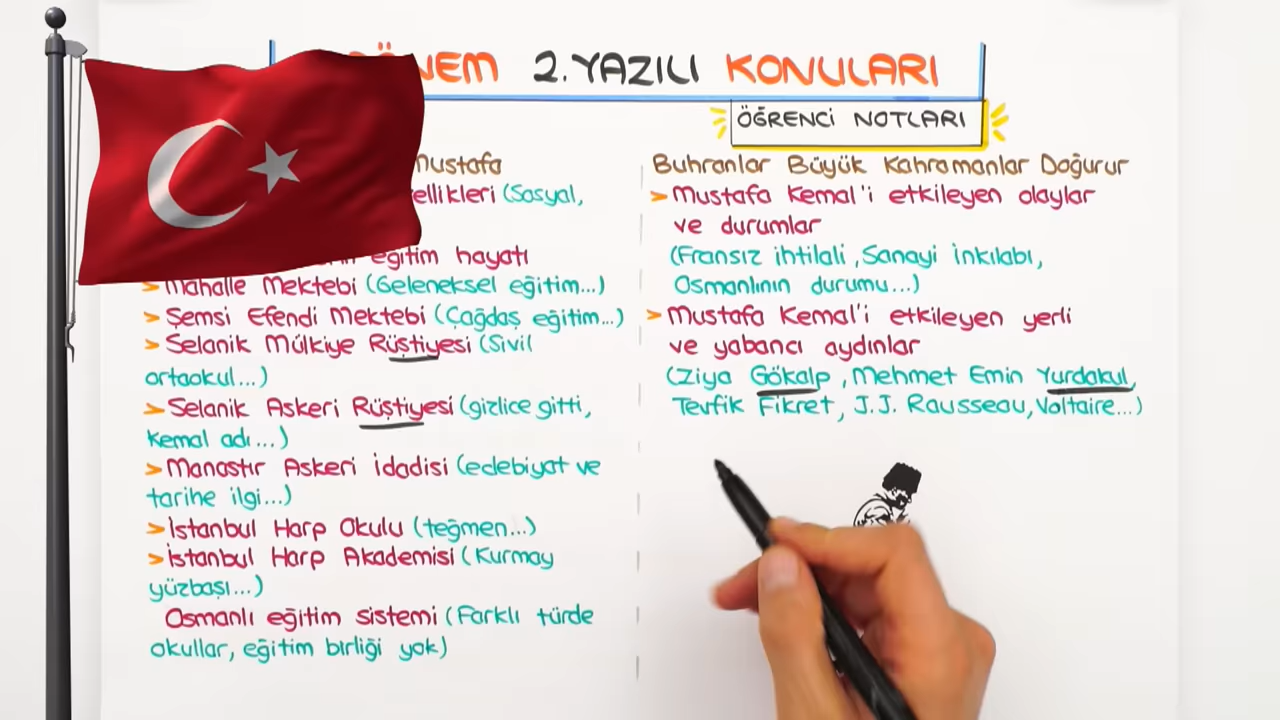 DÖNEM 2.YAZILI KONULARI
ÖĞRENCİ NOTLARI
Mustafa
ellikleri (Sosyal,
eğitim hayatı
➤ Mahalle Mektebi (Geleneksel eğitim...)
➤ Şemsi Efendi Mektebi (Çağdaş eğitim...)
➤ Selanik Mülkiye Rüştiyesi (Sivil
ortaokul...)
➤ Selanik Askeri Rüştiyesi (gizlice gitti,
Kemal adı...)
➤ Manastır Askeri İdadisi (edebiyat ve
tarihe ilgi...)
➤ İstanbul Harp Okulu (teğmen...)
➤ İstanbul Harp Akademisi (Kurmay
yüzbaşı...)
Osmanlı eğitim sistemi (Farklı türde
okullar, eğitim birliği yok)
Buhranlar Büyük Kahramanlar Doğurur
➤ Mustafa Kemal'i etkileyen olaylar
ve durumlar
(Fransız ihtilali, Sanayi İnkılabı,
Osmanlının durumu...)
➤ Mustafa Kemal'i etkileyen yerli
ve yabancı aydınlar
(Ziya Gökalp, Mehmet Emin Yurdakul,
Tevfik Fikret, J.J. Rausseau, Voltaire...)